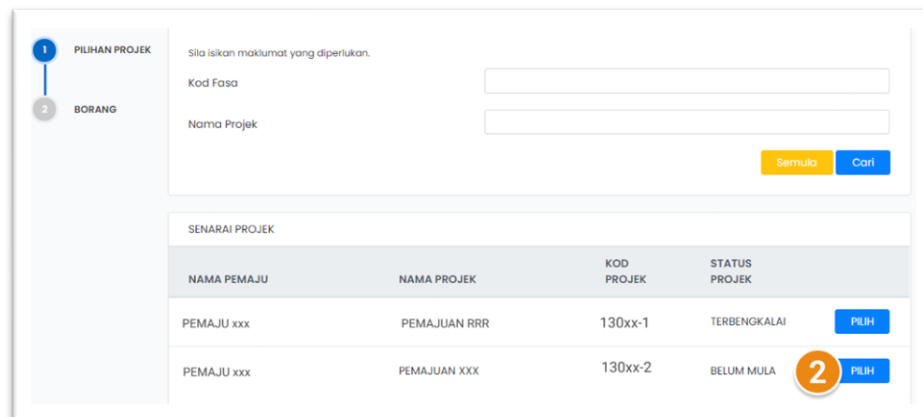 1 PILIHAN PROJEK
2 BORANG
Sila isikan maklumat yang diperlukan.
Kod Fasa
Nama Projek
Semula Cari
SENARAI PROJEK
NAMA PEMAJU NAMA PROJEK KOD PROJEK STATUS PROJEK
PEMAJU xxx PEMAJUAN RRR 130xx-1 TERBENGKALAI PILIH
PEMAJU xxx PEMAJUAN XXX 130xx-2 BELUM MULA 2 PILIH